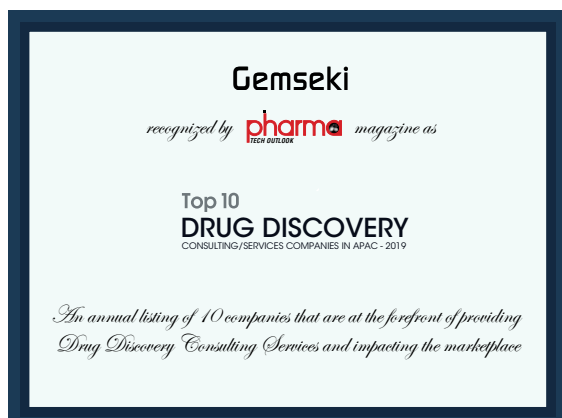 Gemseki
recognized by pharma TECH OUTLOOK magazine as
Top 10
DRUG DISCOVERY
CONSULTING/SERVICES COMPANIES IN APAC - 2019
An annual listing of 10 companies that are at the forefront of providing
Drug Discovery Consulting Services and impacting the marketplace